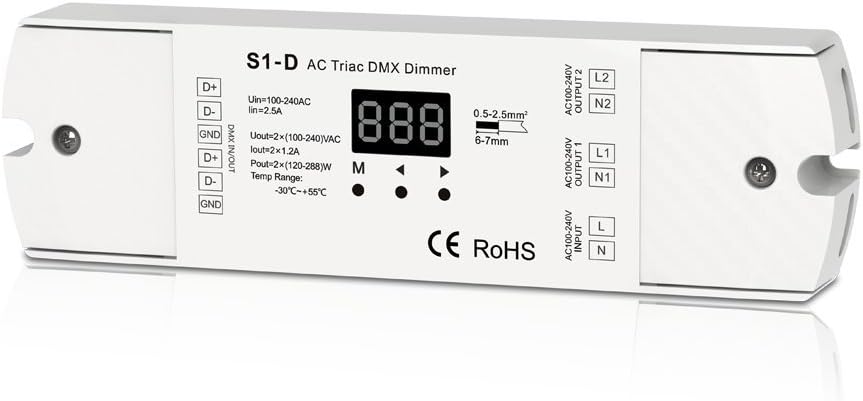 S1-D AC Triac DMX Dimmer
D+
D-
GND
D+
D-
GND
DMX IN/OUT
Uin=100-240AC
Iin=2.5A
Uout=2×(100-240)VAC
Iout=2×1.2A
Pout=2×(120-288)W
Temp Range:
-30℃~+55℃
888
M ◄ ►
0.5-2.5mm²
6-7mm
CE RoHS
AC100-240V
OUTPUT 2
L2
N2
AC100-240V
OUTPUT 1
L1
N1
AC100-240V
INPUT
L
N